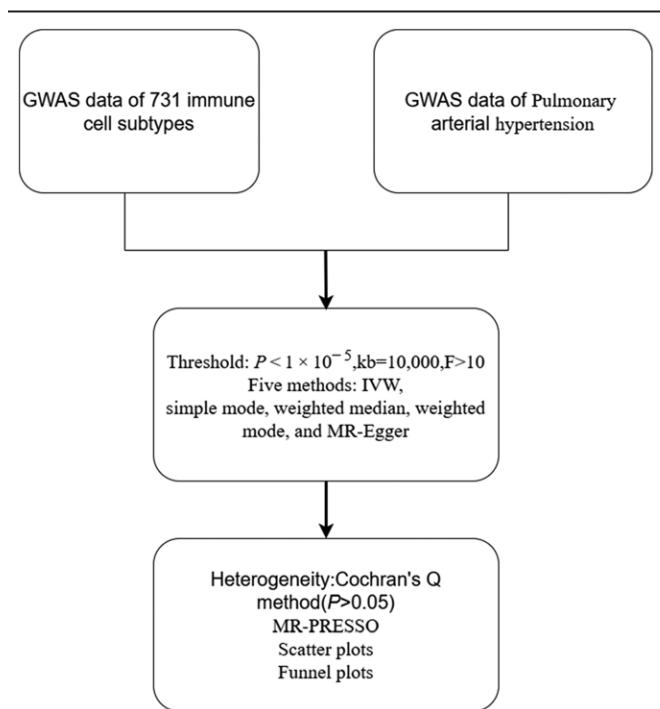 GWAS data of 731 immune
cell subtypes
GWAS data of Pulmonary
arterial hypertension
Threshold: P < 1 × 10⁻⁵,kb=10,000,F>10
Five methods: IVW,
simple mode, weighted median, weighted
mode, and MR-Egger
Heterogeneity:Cochran's Q
method(P>0.05)
MR-PRESSO
Scatter plots
Funnel plots